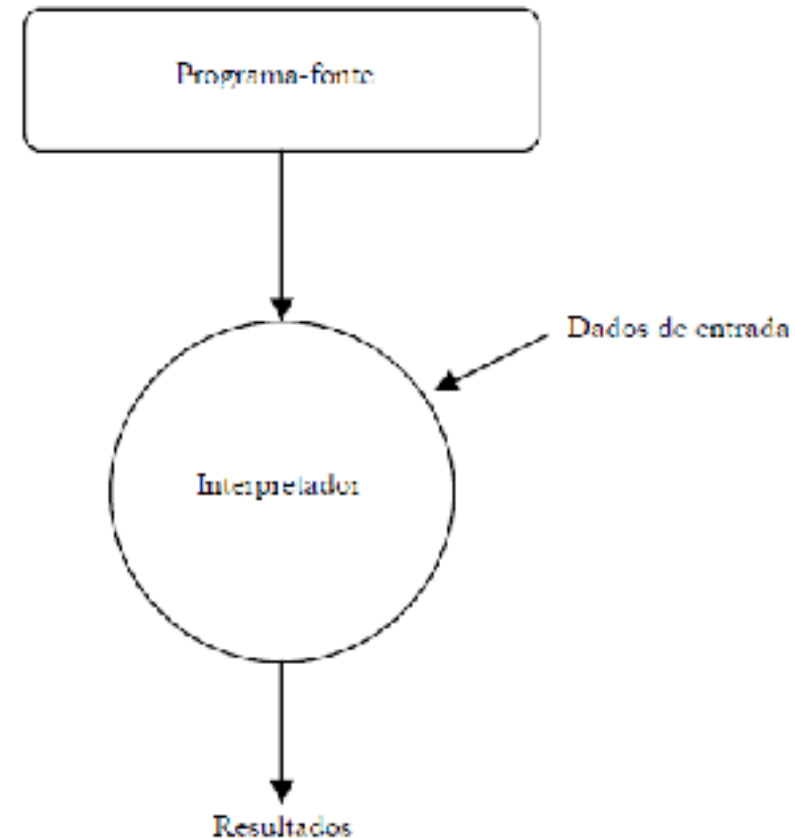 Programa-fonte
Dados de entrada
Interpretador
Resultados